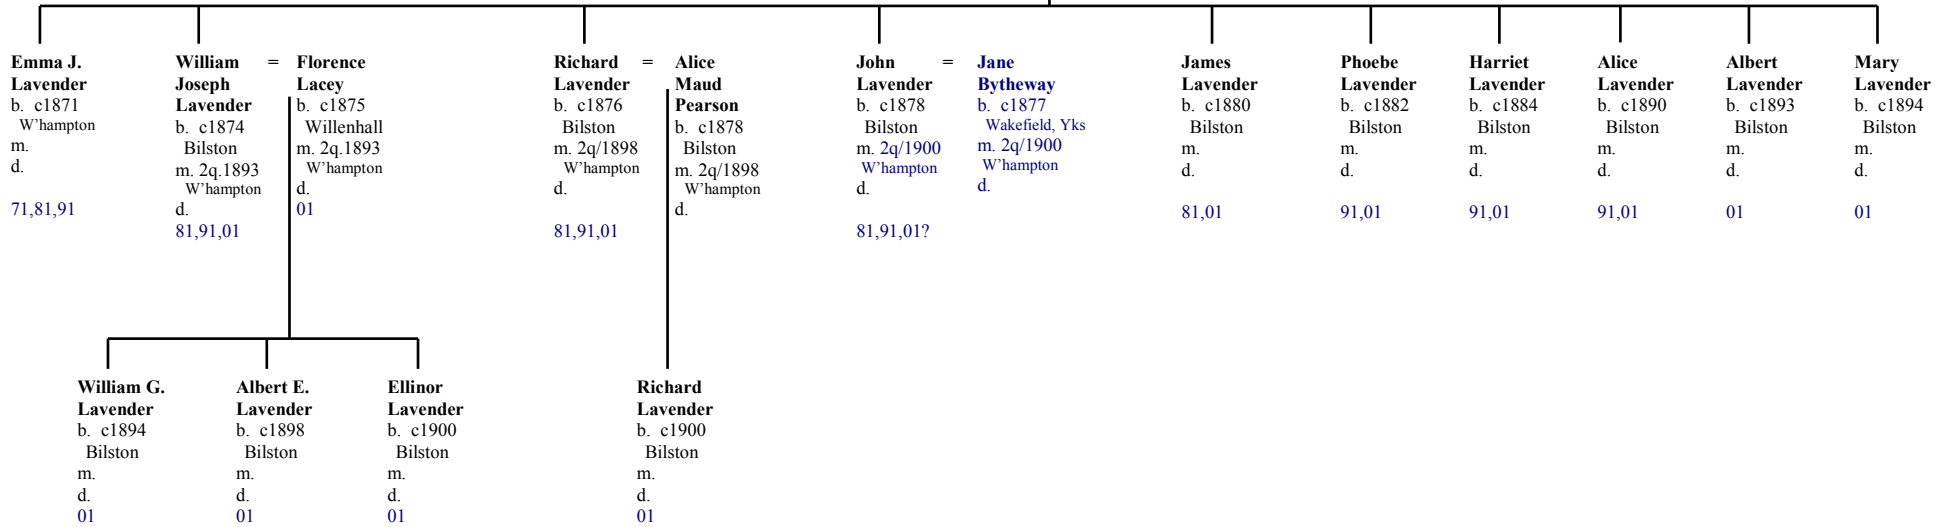 Emma J.
Lavender
b. c1871
W'hampton
m.
d.
71,81,91
William =
Joseph
Lavender
b. c1874
Bilston
m. 2q.1893
W'hampton
d.
81,91,01
Florence
Lacey
b. c1875
Willenhall
m. 2q.1893
W'hampton
d.
01
Richard =
Lavender
b. c1876
Bilston
m. 2q/1898
W'hampton
d.
81,91,01
Alice
Maud
Pearson
b. c1878
Bilston
m. 2q/1898
W'hampton
d.
John =
Lavender
b. c1878
Bilston
m. 2q/1900
W'hampton
d.
81,91,01?
Jane
Bytheway
b. c1877
Wakefield, Yks
m. 2q/1900
W'hampton
d.
James
Lavender
b. c1880
Bilston
m.
d.
81,01
Phoebe
Lavender
b. c1882
Bilston
m.
d.
91,01
Harriet
Lavender
b. c1884
Bilston
m.
d.
91,01
Alice
Lavender
b. c1890
Bilston
m.
d.
91,01
Albert
Lavender
b. c1893
Bilston
m.
d.
01
Mary
Lavender
b. c1894
Bilston
m.
d.
01
William G.
Lavender
b. c1894
Bilston
m.
d.
01
Albert E.
Lavender
b. c1898
Bilston
m.
d.
01
Ellinor
Lavender
b. c1900
Bilston
m.
d.
01
Richard
Lavender
b. c1900
Bilston
m.
d.
01